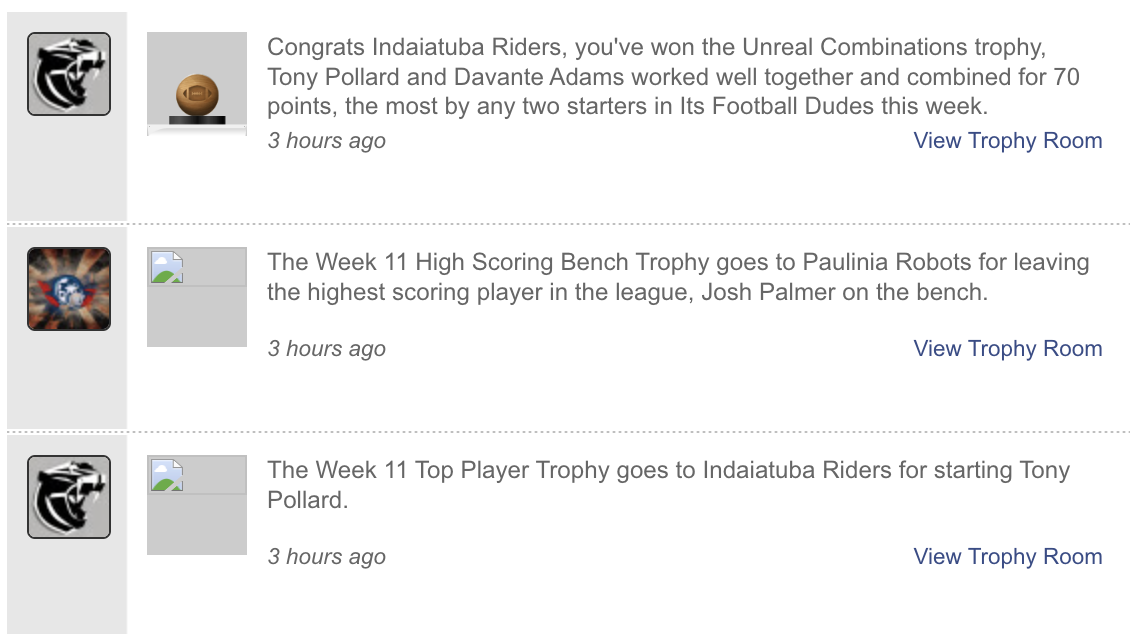 Congrats Indaiatuba Riders, you've won the Unreal Combinations trophy,
Tony Pollard and Davante Adams worked well together and combined for 70
points, the most by any two starters in Its Football Dudes this week.
3 hours ago
View Trophy Room
The Week 11 High Scoring Bench Trophy goes to Paulinia Robots for leaving
the highest scoring player in the league, Josh Palmer on the bench.
3 hours ago
View Trophy Room
The Week 11 Top Player Trophy goes to Indaiatuba Riders for starting Tony
Pollard.
3 hours ago
View Trophy Room